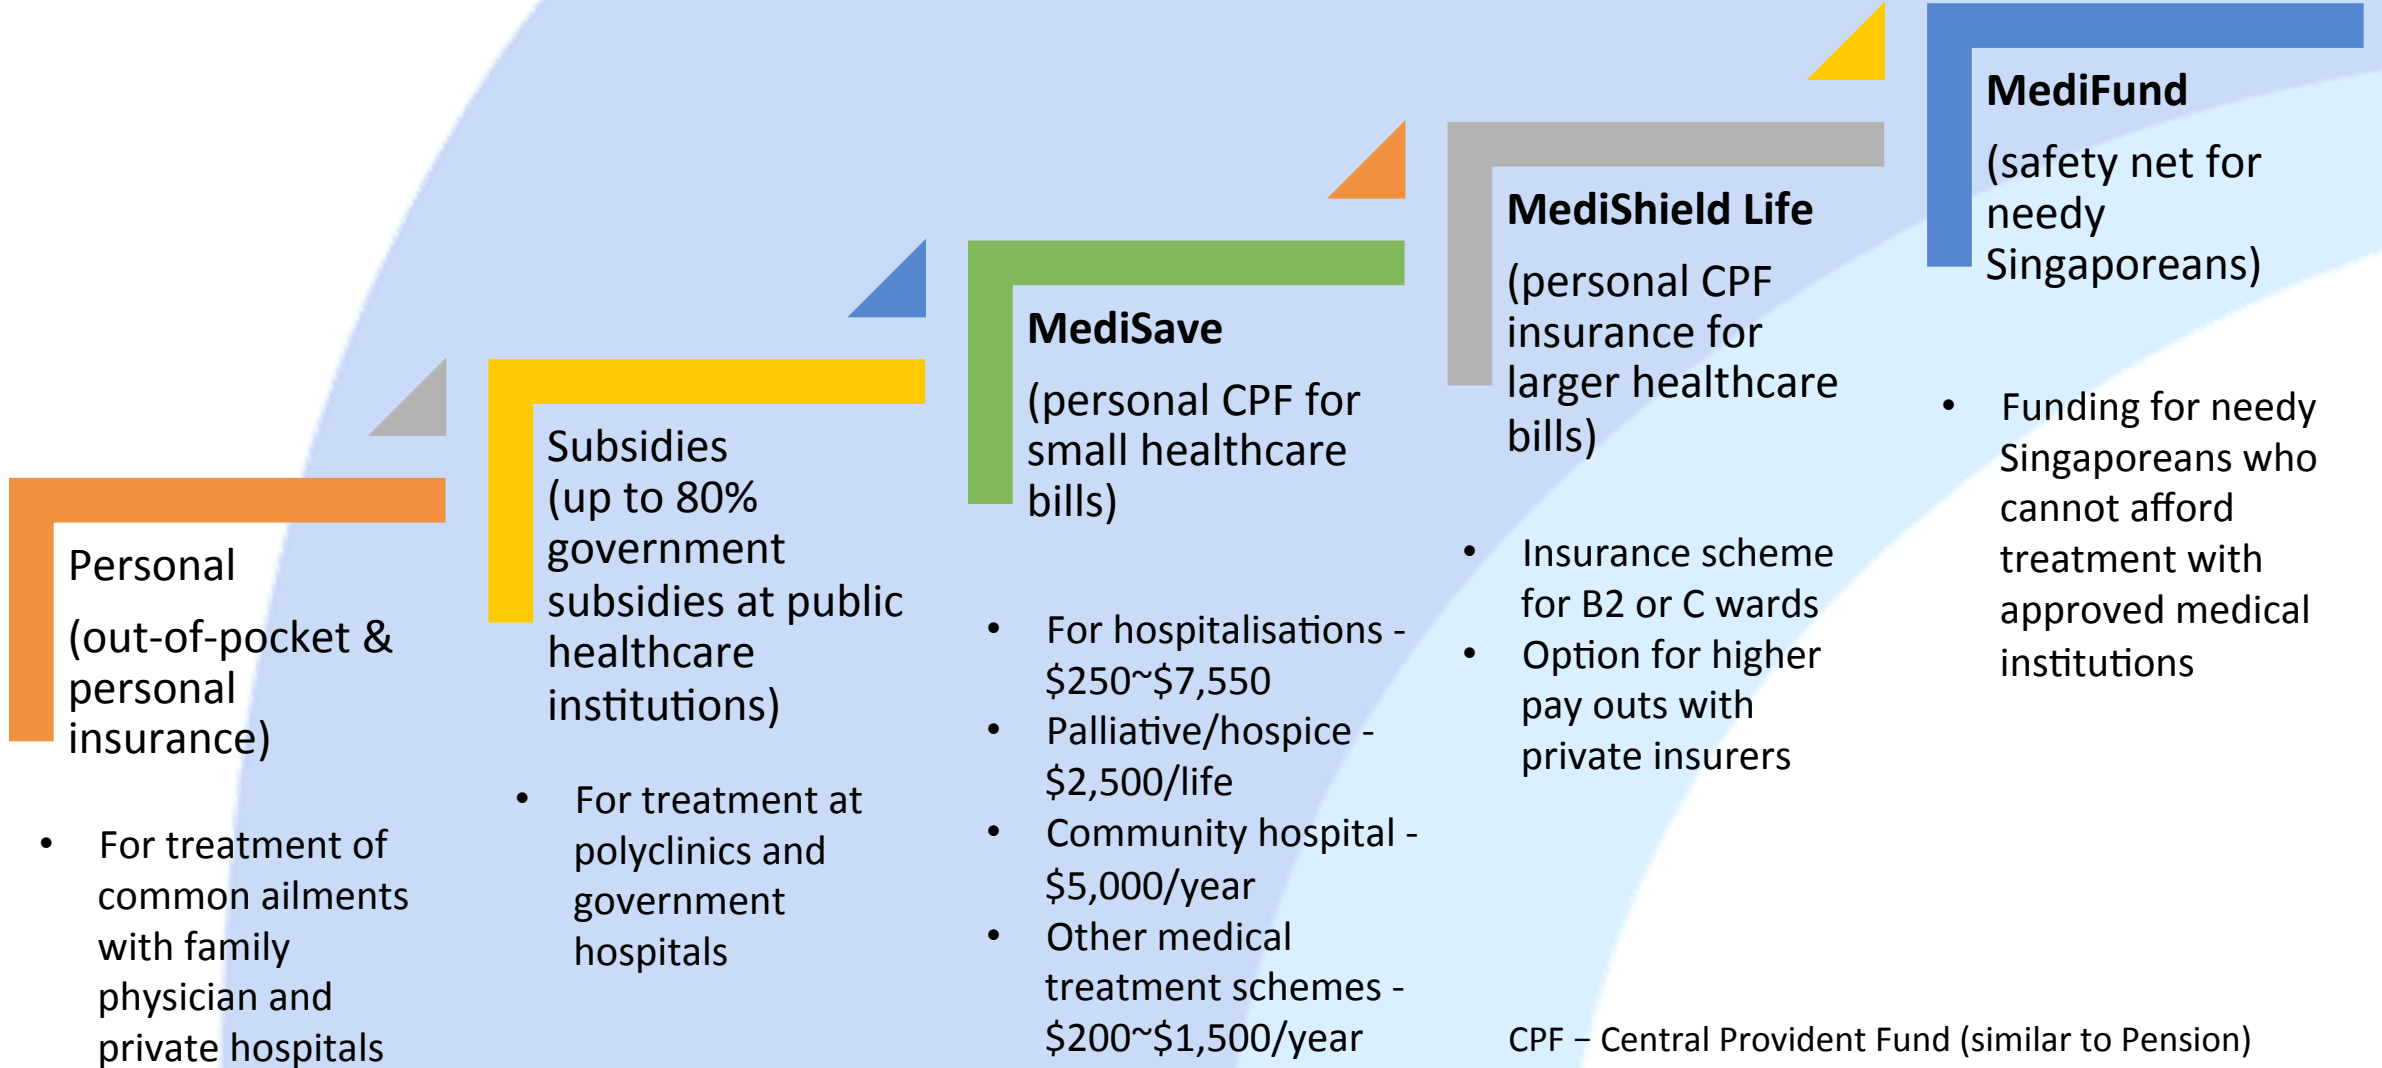 Personal
(out-of-pocket &
personal
insurance)
• For treatment of
common ailments
with family
physician and
private hospitals
Subsidies
(up to 80%
government
subsidies at public
healthcare
institutions)
• For treatment at
polyclinics and
government
hospitals
MediSave
(personal CPF for
small healthcare
bills)
• For hospitalisations -
$250~$7,550
• Palliative/hospice -
$2,500/life
• Community hospital -
$5,000/year
• Other medical
treatment schemes -
$200~$1,500/year
MediShield Life
(personal CPF
insurance for
larger healthcare
bills)
• Insurance scheme
for B2 or C wards
• Option for higher
pay outs with
private insurers
MediFund
(safety net for
needy
Singaporeans)
• Funding for needy
Singaporeans who
cannot afford
treatment with
approved medical
institutions
CPF – Central Provident Fund (similar to Pension)